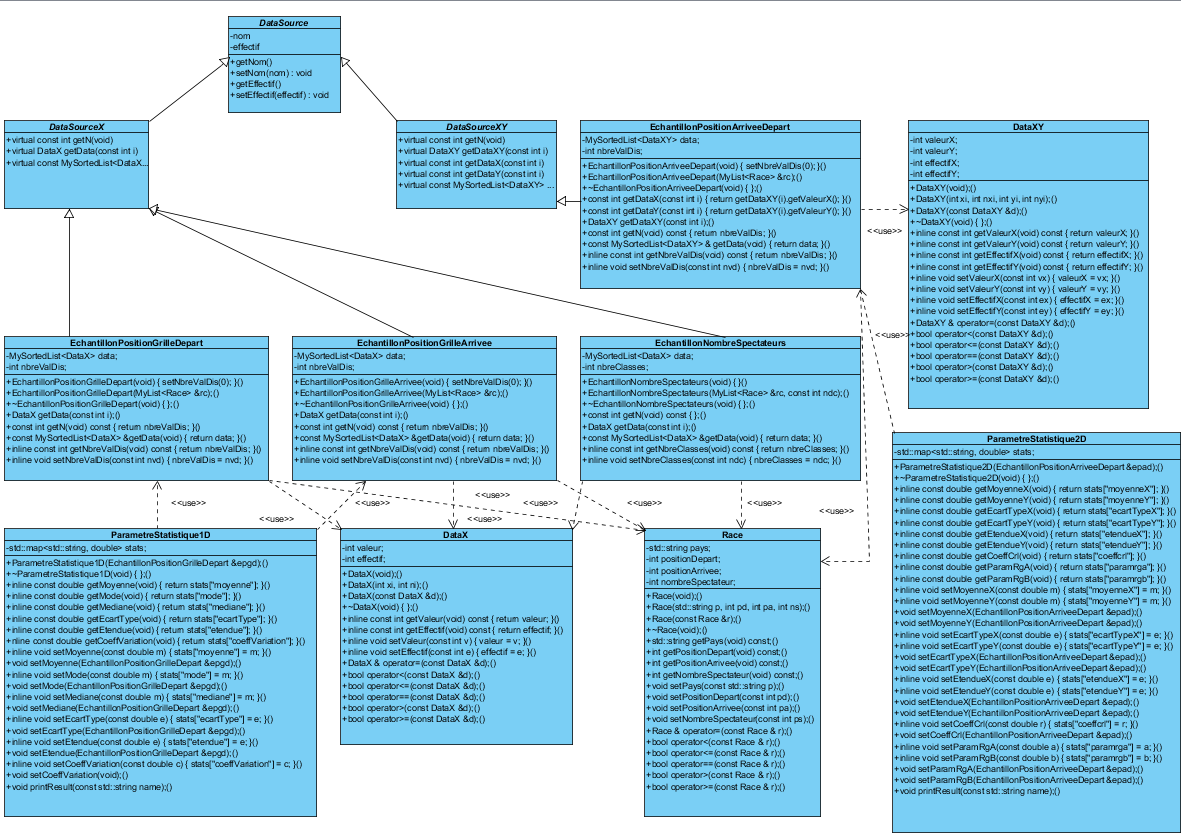 DataSource
-nom
-effectif
+getNom()
+setNom(nom) : void
+getEffectif()
+setEffectif(effectif) : void
DataSourceX
+virtual const int getN(void)
+virtual DataX getData(const int i)
+virtual const MySortedList<DataX...
DataSourceXY
+virtual const int getN(void)
+virtual DataXY getDataXY(const int i)
+virtual const int getDataX(const int i)
+virtual const int getDataY(const int i)
+virtual const MySortedList<DataXY> ...
EchantillonPositionArriveeDepart
-MySortedList<DataXY> data;
-int nbreValDis;
+EchantillonPositionArriveeDepart(void) { setNbreValDis(0); }()
+EchantillonPositionArriveeDepart(MyList<Race> &rc);()
+~EchantillonPositionArriveeDepart(void) { };()
+const int getDataX(const int i) { return getDataXY(i).getValeurX(); }()
+const int getDataY(const int i) { return getDataXY(i).getValeurY(); }()
+DataXY getDataXY(const int i);()
+const int getN(void) const { return nbreValDis; }()
+const MySortedList<DataXY> & getData(void) { return data; }()
+inline const int getNbreValDis(void) const { return nbreValDis; }()
+inline void setNbreValDis(const int nvd) { nbreValDis = nvd; }()
<<use>>
DataXY
-int valeurX;
-int valeurY;
-int effectifX;
-int effectifY;
+DataXY(void);()
+DataXY(int xi, int nxi, int yi, int nyi);()
+DataXY(const DataXY &d);()
+~DataXY(void) { };()
+inline const int getValeurX(void) const { return valeurX; }()
+inline const int getValeurY(void) const { return valeurY; }()
+inline const int getEffectifX(void) const { return effectifX; }()
+inline const int getEffectifY(void) const { return effectifY; }()
+inline void setValeurX(const int vx) { valeurX = vx; }()
+inline void setValeurY(const int vy) { valeurY = vy; }()
+inline void setEffectifX(const int ex) { effectifX = ex; }()
+inline void setEffectifY(const int ey) { effectifY = ey; }()
+DataXY & operator=(const DataXY &d);()
+bool operator<(const DataXY &d);()
+bool operator<=(const DataXY &d);()
+bool operator==(const DataXY &d);()
+bool operator>(const DataXY &d);()
+bool operator>=(const DataXY &d);()
<<use>>
EchantillonPositionGrilleDepart
-MySortedList<DataX> data;
-int nbreValDis;
+EchantillonPositionGrilleDepart(void) { setNbreValDis(0); }()
+EchantillonPositionGrilleDepart(MyList<Race> &rc);()
+~EchantillonPositionGrilleDepart(void) { };()
+DataX getData(const int i);()
+const int getN(void) const { return nbreValDis; }()
+const MySortedList<DataX> &getData(void) { return data; }()
+inline const int getNbreValDis(void) const { return nbreValDis; }()
+inline void setNbreValDis(const int nvd) { nbreValDis = nvd; }()
EchantillonPositionGrilleArrivee
-MySortedList<DataX> data;
-int nbreValDis;
+EchantillonPositionGrilleArrivee(void) { setNbreValDis(0); }()
+EchantillonPositionGrilleArrivee(MyList<Race> &rc);()
+~EchantillonPositionGrilleArrivee(void) { };()
+DataX getData(const int i);()
+const int getN(void) const { return nbreValDis; }()
+const MySortedList<DataX> &getData(void) { return data; }()
+inline const int getNbreValDis(void) const { return nbreValDis; }()
+inline void setNbreValDis(const int nvd) { nbreValDis = nvd; }()
EchantillonNombreSpectateurs
-MySortedList<DataX> data;
-int nbreClasses;
+EchantillonNombreSpectateurs(void) { }()
+EchantillonNombreSpectateurs(MyList<Race> &rc, const int ndc);()
+~EchantillonNombreSpectateurs(void) { };()
+const int getN(void) const { };()
+DataX getData(const int i);()
+const MySortedList<DataX> &getData(void) { return data; }()
+inline const int getNbreClasses(void) const { return nbreClasses; }()
+inline void setNbreClasses(const int ndc) { nbreClasses = ndc; }()
<<use>>
<<use>>
<<use>>
<<use>>
<<use>>
<<use>>
<<use>>
ParametreStatistique1D
-std::map<std::string, double> stats;
+ParametreStatistique1D(EchantillonPositionGrilleDepart &epgd);()
+~ParametreStatistique1D(void) { };()
+inline const double getMoyenne(void) { return stats["moyenne"]; }()
+inline const double getMode(void) { return stats["mode"]; }()
+inline const double getMediane(void) { return stats["mediane"]; }()
+inline const double getEcartType(void) { return stats["ecartType"]; }()
+inline const double getEtendue(void) { return stats["etendue"]; }()
+inline const double getCoeffVariation(void) { return stats["coeffVariation"]; }()
+inline void setMoyenne(const double m) { stats["moyenne"] = m; }()
+void setMoyenne(EchantillonPositionGrilleDepart &epgd);()
+inline void setMode(const double m) { stats["mode"] = m; }()
+void setMode(EchantillonPositionGrilleDepart &epgd);()
+inline void setMediane(const double m) { stats["mediane"] = m; }()
+void setMediane(EchantillonPositionGrilleDepart &epgd);()
+inline void setEcartType(const double e) { stats["ecartType"] = e; }()
+void setEcartType(EchantillonPositionGrilleDepart &epgd);()
+inline void setEtendue(const double e) { stats["etendue"] = e; }()
+void setEtendue(EchantillonPositionGrilleDepart &epgd);()
+inline void setCoeffVariation(const double c) { stats["coeffVariation"] = c; }()
+void setCoeffVariation(void);()
+void printResult(const std::string name);()
DataX
-int valeur;
-int effectif;
+DataX(void);()
+DataX(int xi, int ni);()
+DataX(const DataX &d);()
+~DataX(void) { };()
+inline const int getValeur(void) const { return valeur; }()
+inline const int getEffectif(void) const { return effectif; }()
+inline void setValeur(const int v) { valeur = v; }()
+inline void setEffectif(const int e) { effectif = e; }()
+DataX & operator=(const DataX &d);()
+bool operator<(const DataX &d);()
+bool operator<=(const DataX &d);()
+bool operator==(const DataX &d);()
+bool operator>(const DataX &d);()
+bool operator>=(const DataX &d);()
Race
-std::string pays;
-int positionDepart;
-int positionArrivee;
-int nombreSpectateur;
+Race(void);()
+Race(std::string p, int pd, int pa, int ns);()
+Race(const Race &r);()
+~Race(void);()
+std::string getPays(void) const;()
+int getPositionDepart(void) const;()
+int getPositionArrivee(void) const;()
+int getNombreSpectateur(void) const;()
+void setPays(const std::string p);()
+void setPositionDepart(const int pd);()
+void setPositionArrivee(const int pa);()
+void setNombreSpectateur(const int ps);()
+Race & operator=(const Race & r);()
+bool operator<(const Race & r);()
+bool operator<=(const Race & r);()
+bool operator==(const Race & r);()
+bool operator>(const Race & r);()
+bool operator>=(const Race & r);()
ParametreStatistique2D
-std::map<std::string, double> stats;
+ParametreStatistique2D(EchantillonPositionArriveeDepart &epad);()
+~ParametreStatistique2D(void) { };()
+inline const double getMoyenneX(void) { return stats["moyenneX"]; }()
+inline const double getMoyenneY(void) { return stats["moyenneY"]; }()
+inline const double getEcartTypeX(void) { return stats["ecartTypeX"]; }()
+inline const double getEcartTypeY(void) { return stats["ecartTypeY"]; }()
+inline const double getEtendueX(void) { return stats["etendueX"]; }()
+inline const double getEtendueY(void) { return stats["etendueY"]; }()
+inline const double getCoeffCrl(void) { return stats["coeffcrl"]; }()
+inline const double getParamRgA(void) { return stats["paramrga"]; }()
+inline const double getParamRgB(void) { return stats["paramrgb"]; }()
+inline void setMoyenneX(const double m) { stats["moyenneX"] = m; }()
+inline void setMoyenneY(const double m) { stats["moyenneY"] = m; }()
+void setMoyenneX(EchantillonPositionArriveeDepart &epad);()
+void setMoyenneY(EchantillonPositionArriveeDepart &epad);()
+inline void setEcartTypeX(const double e) { stats["ecartTypeX"] = e; }()
+inline void setEcartTypeY(const double e) { stats["ecartTypeY"] = e; }()
+void setEcartTypeX(EchantillonPositionArriveeDepart &epad);()
+void setEcartTypeY(EchantillonPositionArriveeDepart &epad);()
+inline void setEtendueX(const double e) { stats["etendueX"] = e; }()
+inline void setEtendueY(const double e) { stats["etendueY"] = e; }()
+void setEtendueX(EchantillonPositionArriveeDepart &epad);()
+void setEtendueY(EchantillonPositionArriveeDepart &epad);()
+inline void setCoeffCrl(const double r) { stats["coeffcrl"] = r; }()
+void setCoeffCrl(EchantillonPositionArriveeDepart &epad);()
+inline void setParamRgA(const double a) { stats["paramrga"] = a; }()
+inline void setParamRgB(const double b) { stats["paramrgb"] = b; }()
+void setParamRgA(EchantillonPositionArriveeDepart &epad);()
+void setParamRgB(EchantillonPositionArriveeDepart &epad);()
+void printResult(const std::string name);()